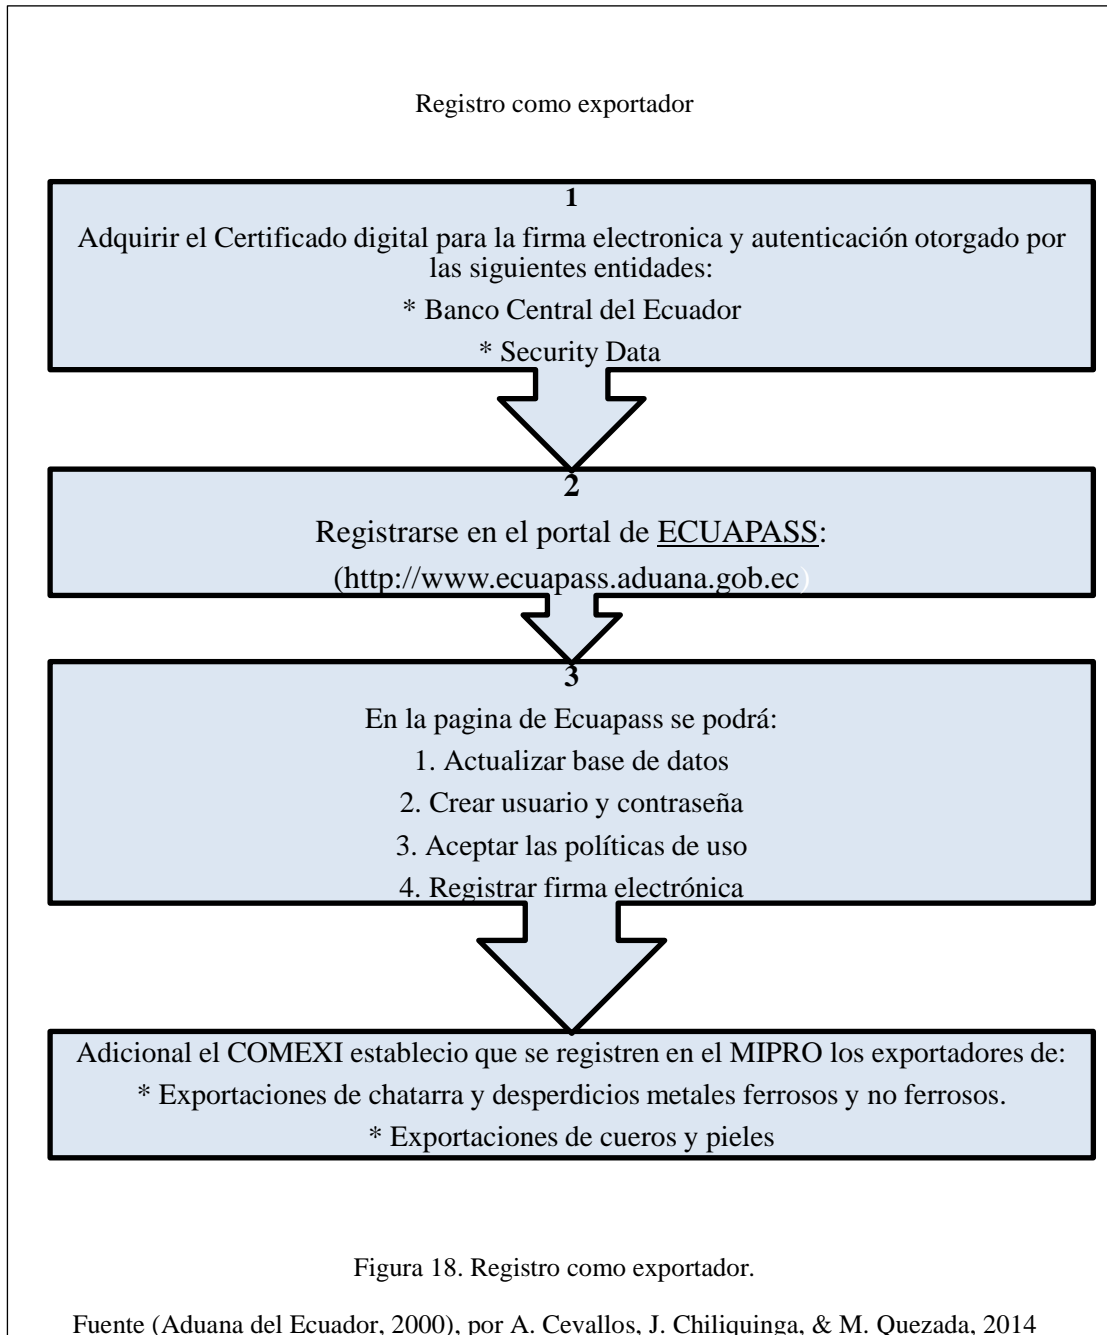 Registro como exportador
1
Adquirir el Certificado digital para la firma electronica y autenticación otorgado por
las siguientes entidades:
* Banco Central del Ecuador
* Security Data
2
Registrarse en el portal de ECUAPASS:
(http://www.ecuapass.aduana.gob.ec)
3
En la pagina de Ecuapass se podrá:
1. Actualizar base de datos
2. Crear usuario y contraseña
3. Aceptar las políticas de uso
4. Registrar firma electrónica
Adicional el COMEXI establecio que se registren en el MIPRO los exportadores de:
* Exportaciones de chatarra y desperdicios metales ferrosos y no ferrosos.
* Exportaciones de cueros y pieles
Figura 18. Registro como exportador.
Fuente (Aduana del Ecuador, 2000), por A. Cevallos, J. Chiliquinga, & M. Quezada, 2014